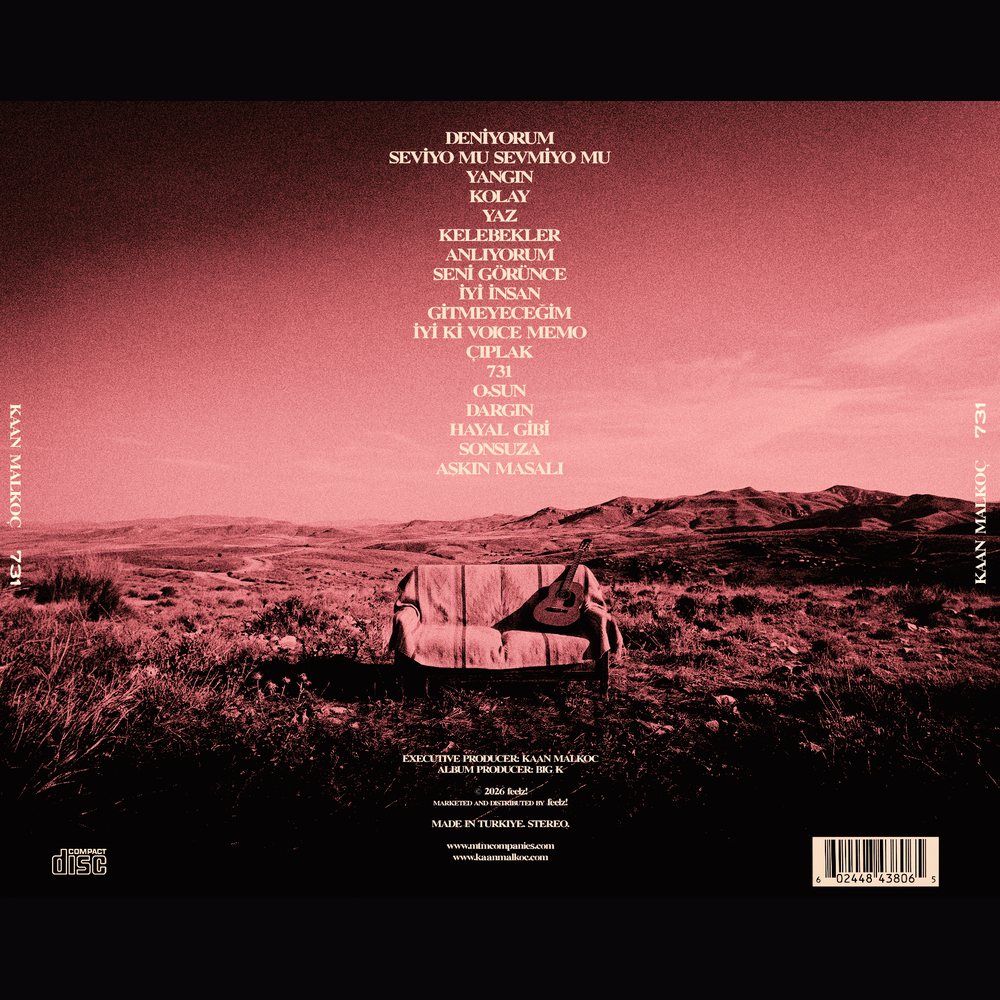 DENİYORUM
SEVİYO MU SEVMİYO MU
YANGIN
KOLAY
YAZ
KELEBEKLER
ANLIYORUM
SENİ GÖRÜNCE
İYİ İNSAN
GİTMEYECEĞİM
İYİ Kİ VOICE MEMO
ÇIPLAK
731
O>SUN
DARGIN
HAYAL GİBİ
SONSUZA
ASKIN MASALI
KAAN MALKOÇ 731
KAAN MALKOÇ 731
EXECUTIVE PRODUCER: KAAN MALKOC
ALBUM PRODUCER: BIG K
© 2026 feelz!
MARKETED AND DISTRIBUTED BY feelz!
MADE IN TURKIYE. STEREO.
www.mtmcompanies.com
www.kaanmalkoc.com
COMPACT
disc
6 02448 43806 5